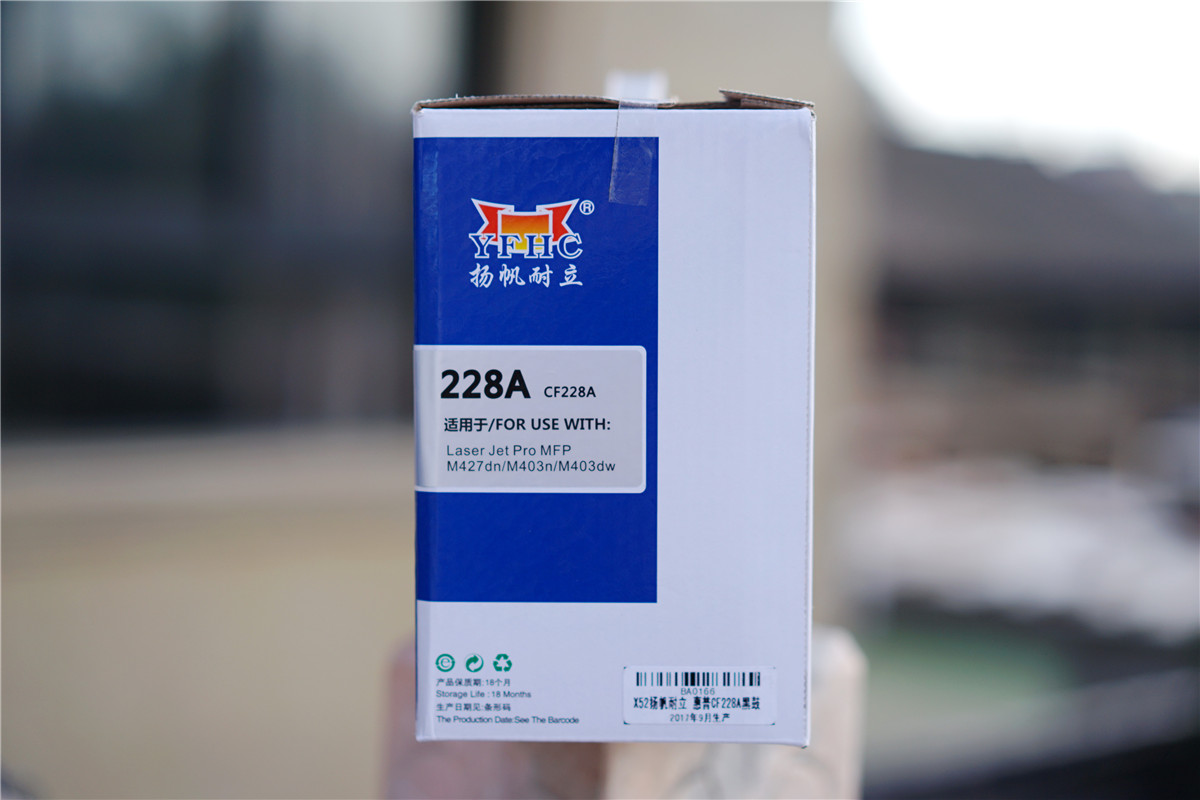 YFHC®
扬帆耐立
228A CF228A
适用于/FOR USE WITH:
Laser Jet Pro MFP
M427dn/M403n/M403dw
产品保质期:18个月
Storage Life :18 Months
生产日期见:条形码
The Production Date:See The Barcode
BA0166
X52扬帆耐立 惠普CF228A黑鼓
2017年9月生产